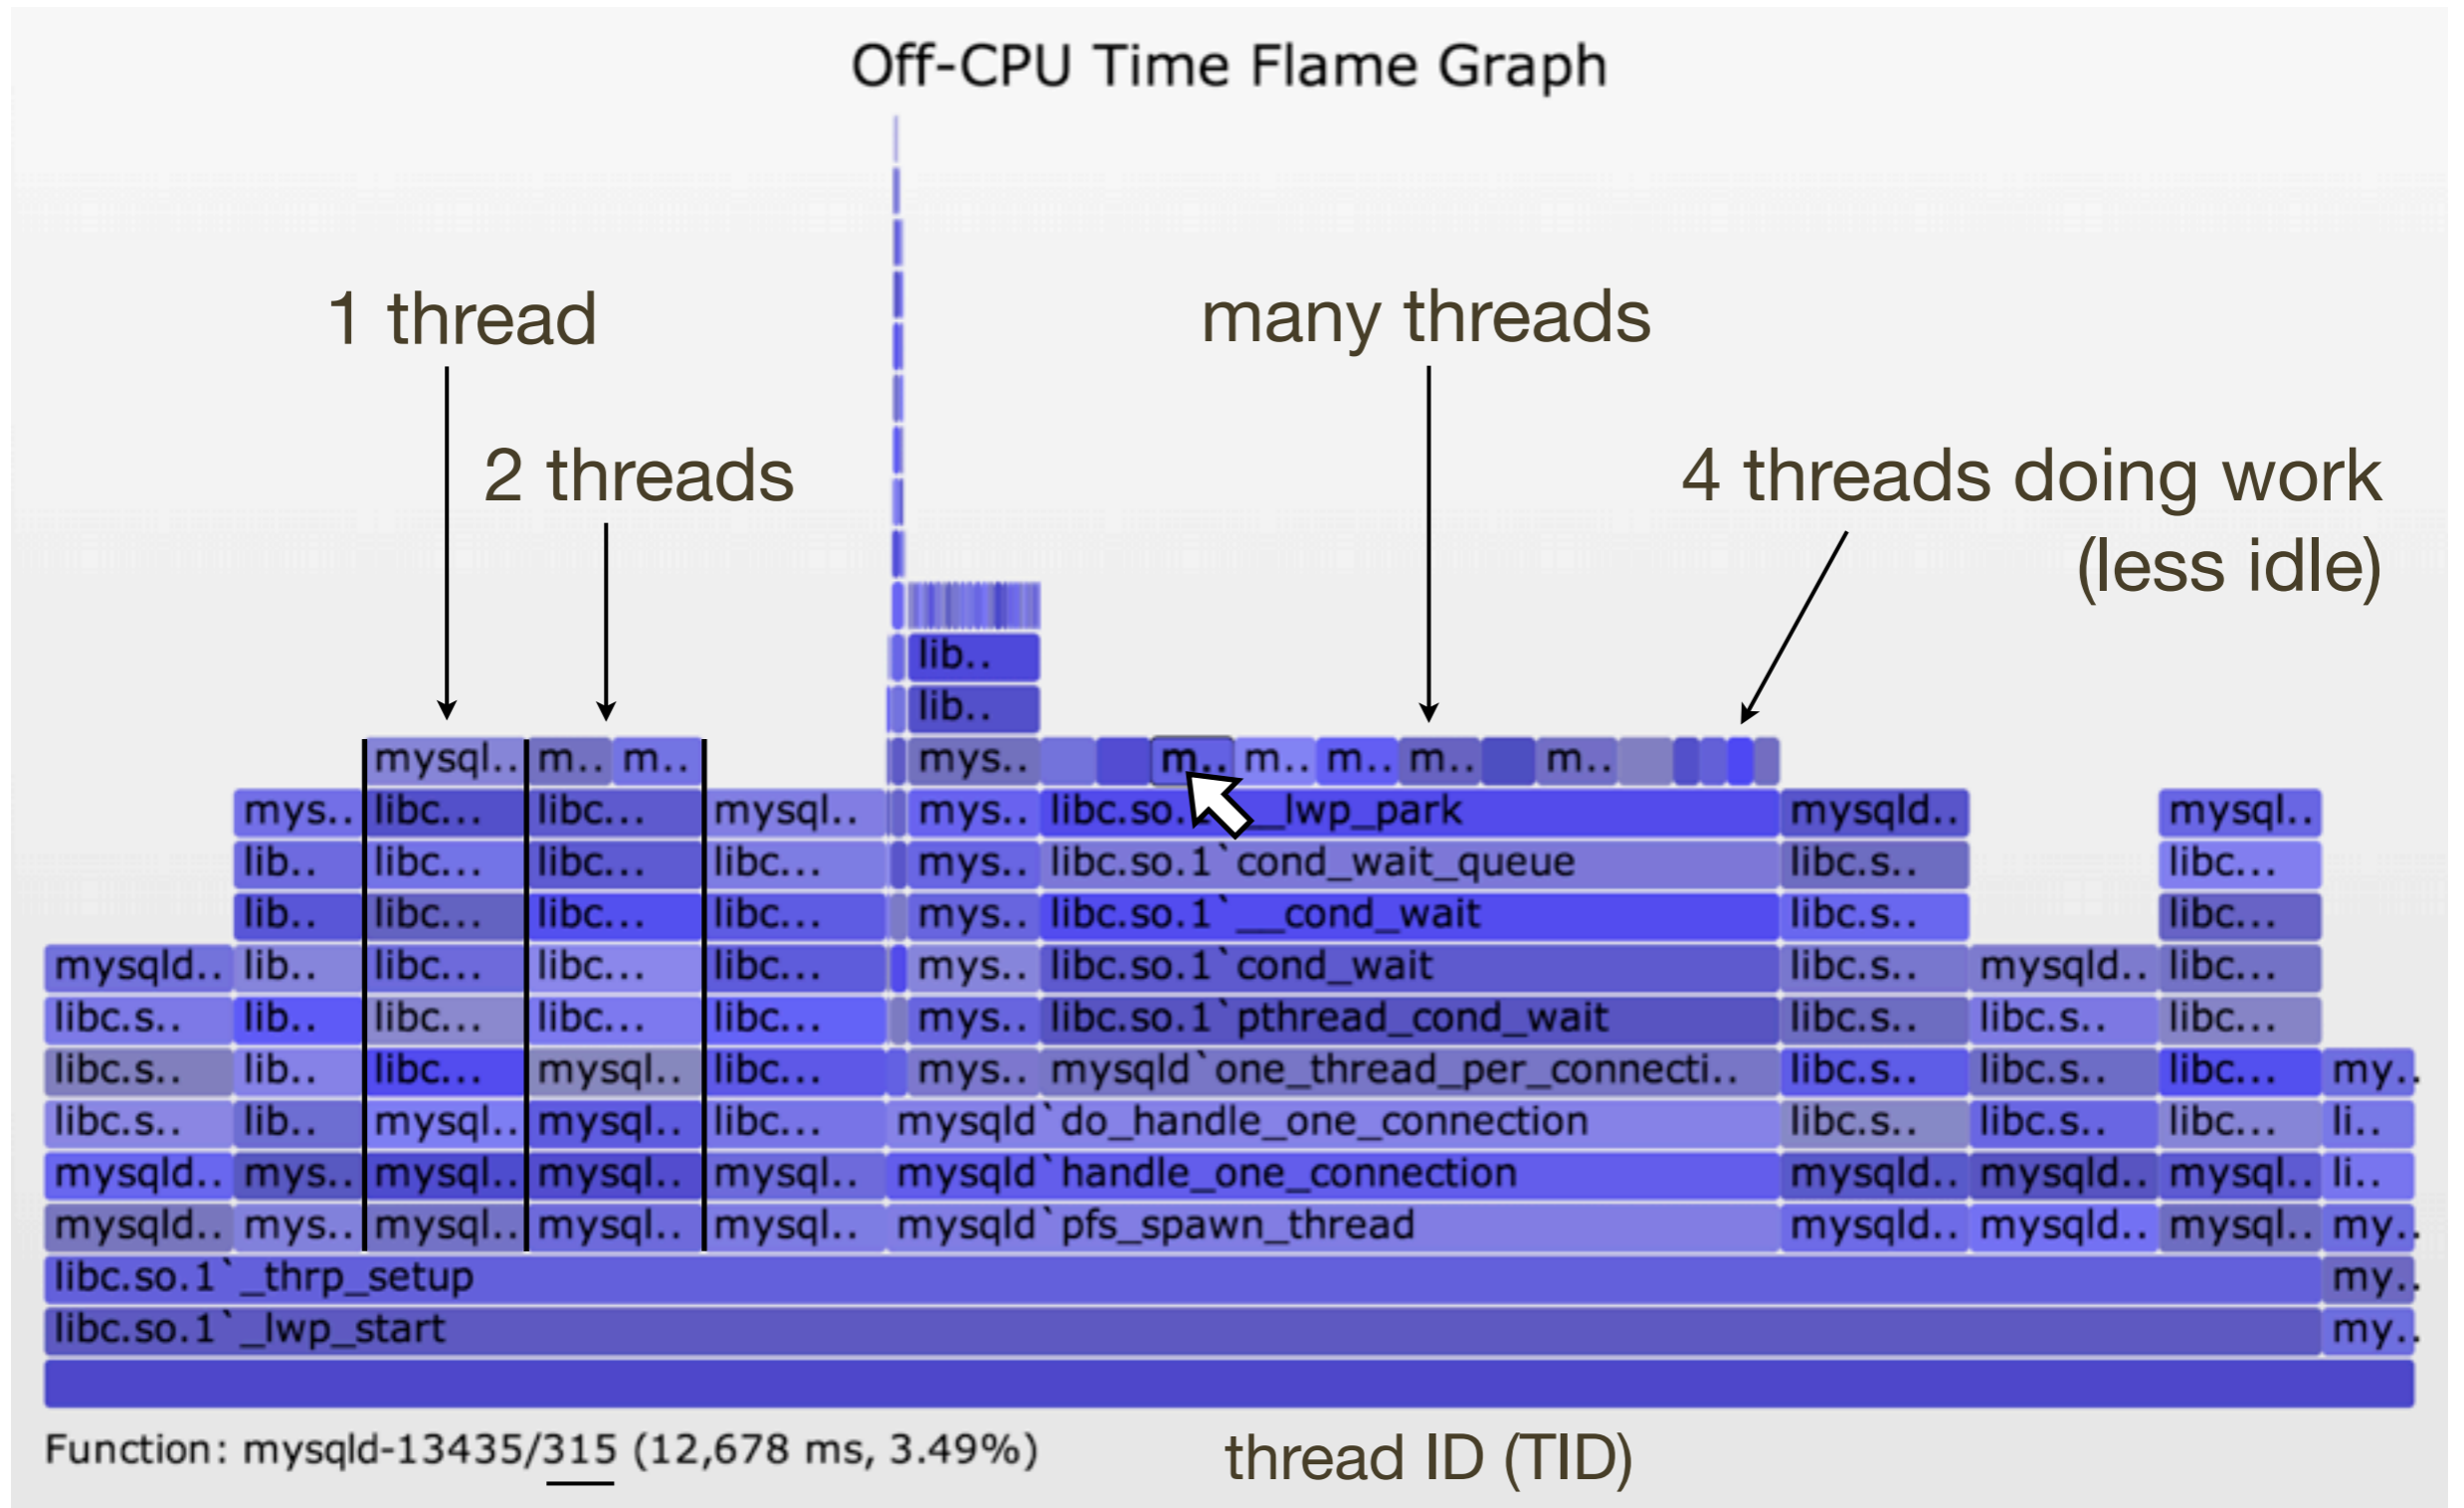 Off-CPU Time Flame Graph
1 thread
many threads
2 threads
4 threads doing work
(less idle)
lib..
lib..
mysql.. m.. m.. mys.. m.. m.. m.. m.. m..
mys.. libc... libc... mysql.. mys.. libc.so. __lwp_park mysqld.. mysql..
lib.. libc... libc... libc... mys.. libc.so.1`cond_wait_queue libc.s.. libc...
lib.. libc... libc... libc... mys.. libc.so.1`__cond_wait libc.s.. libc...
mysqld.. lib.. libc... libc... libc... mys.. libc.so.1`cond_wait libc.s.. mysqld.. libc...
libc.s.. lib.. libc... libc... libc... mys.. libc.so.1`pthread_cond_wait libc.s.. libc.s.. libc...
libc.s.. lib.. libc... mysql.. libc... mys.. mysqld`one_thread_per_connecti.. libc.s.. libc.s.. libc... my..
libc.s.. lib.. mysql.. mysql.. libc... mysqld`do_handle_one_connection libc.s.. libc.s.. libc... li..
mysqld.. mys.. mysql.. mysql.. mysql.. mysqld`handle_one_connection mysqld.. mysqld.. mysql.. li..
mysqld.. mys.. mysql.. mysql.. mysql.. mysqld`pfs_spawn_thread mysqld.. mysqld.. mysql.. my..
libc.so.1`_thrp_setup my..
libc.so.1`_lwp_start my..
Function: mysqld-13435/315 (12,678 ms, 3.49%)
thread ID (TID)